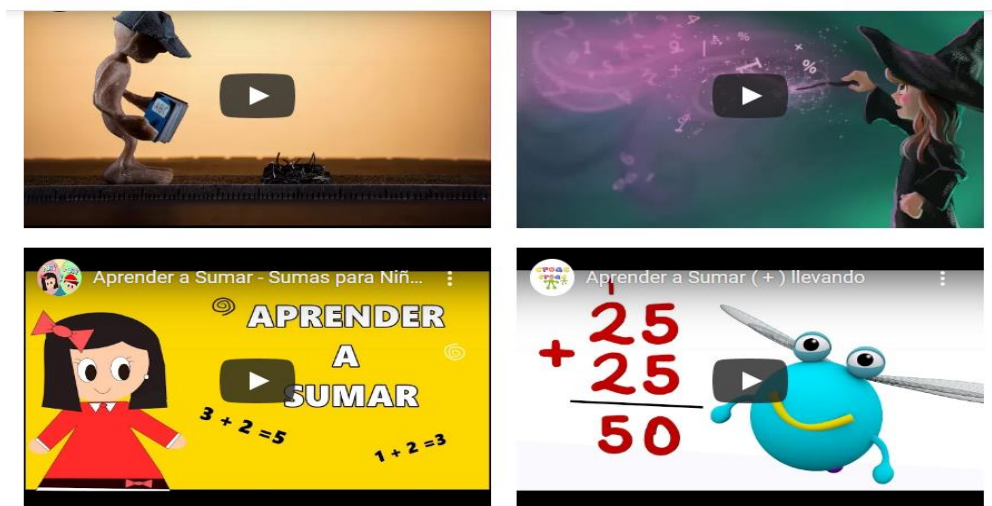 Aprender a Sumar - Sumas para Niñ...
APRENDER
A
SUMAR
3 + 2 =5
1 + 2 =3
Aprender a Sumar ( + ) llevando
1
25
+ 25
50